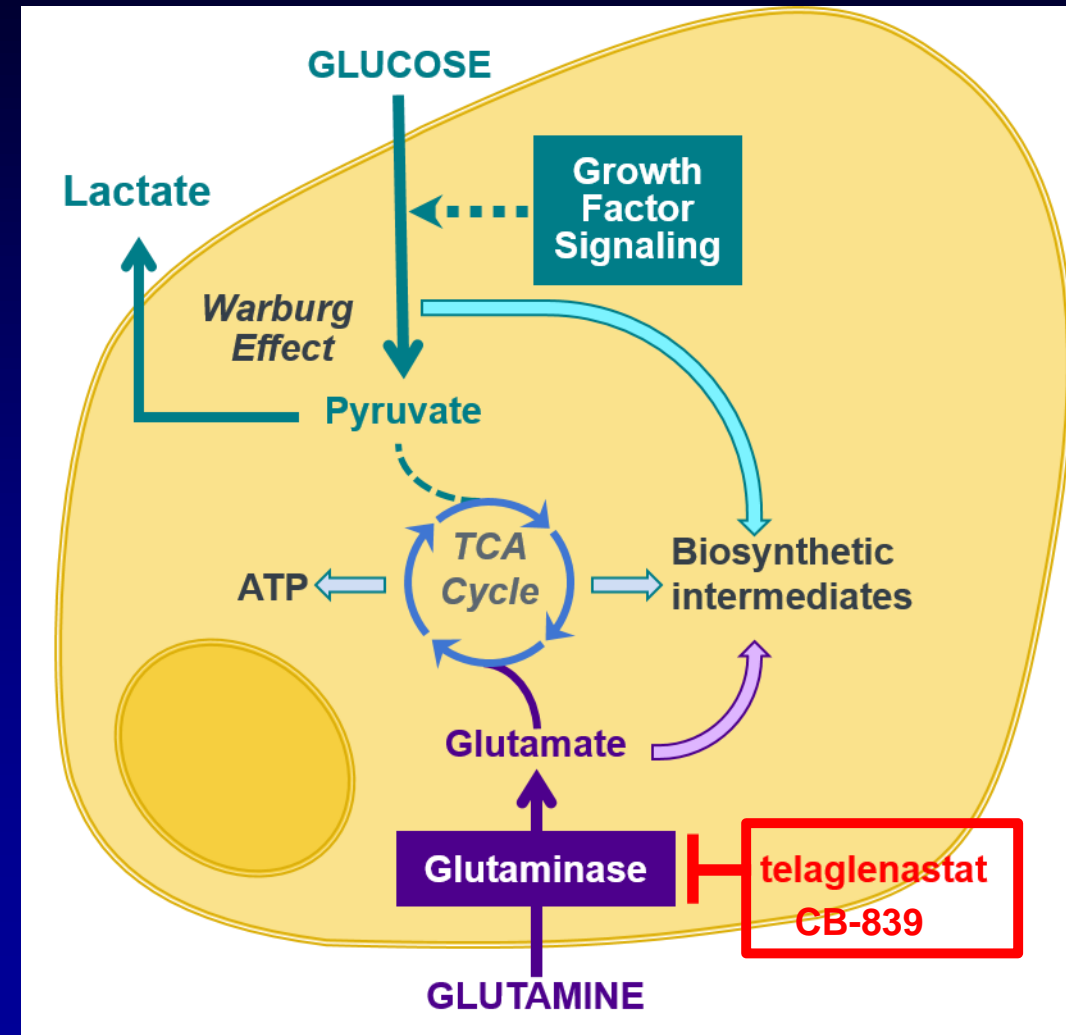 GLUCOSE
Lactate
Growth
Factor
Signaling
Warburg
Effect
Pyruvate
TCA
Cycle
ATP
Biosynthetic
intermediates
Glutamate
Glutaminase
telaglenastat
CB-839
GLUTAMINE